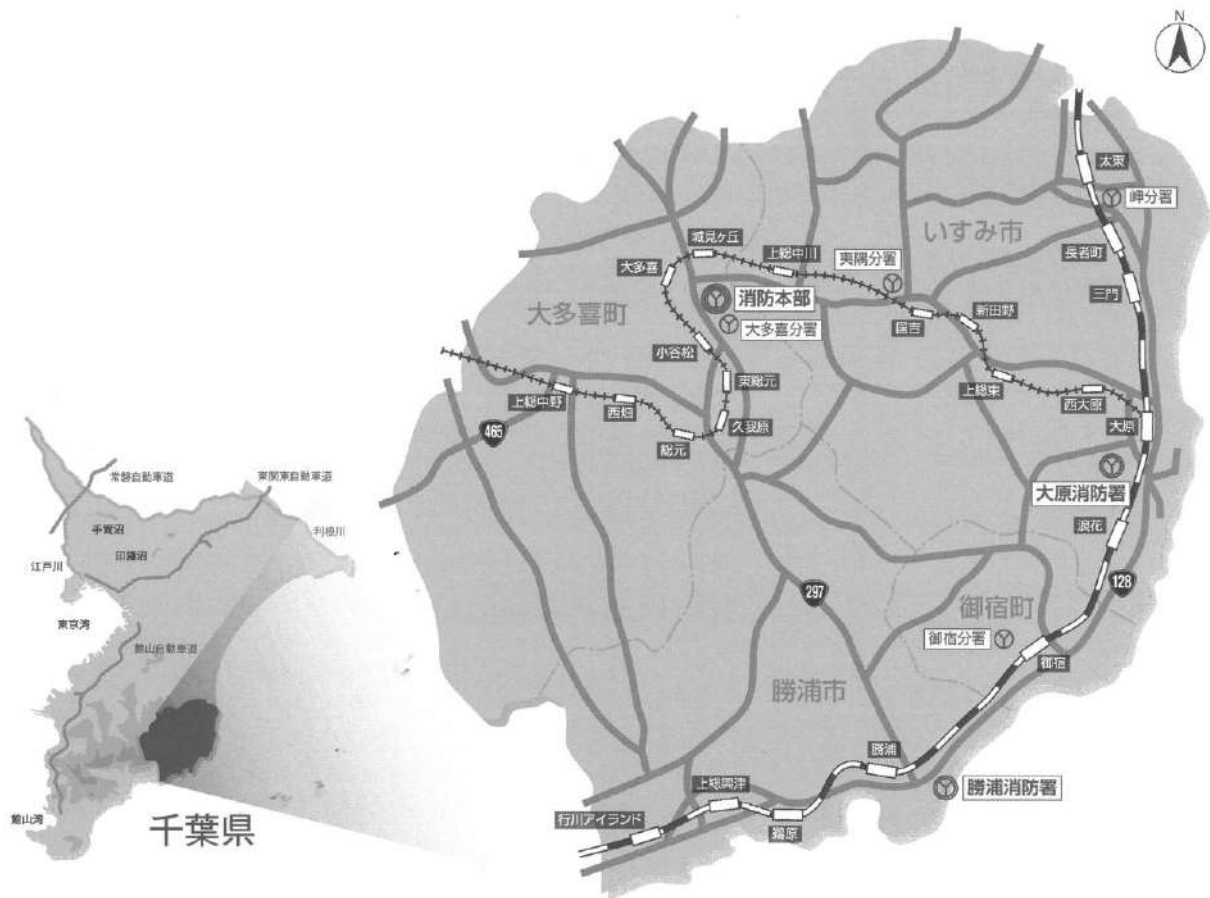 N
太東
岬分署
いすみ市
長者町
城見ヶ丘
上総中川
夷隅分署
大多喜
三門
消防本部
大多喜町
新田野
国吉
大多喜分署
小谷松
東総元
上総東
上総中野
西畑
西大原
久我原
大原
465
総元
常磐自動車道
東関東自動車道
大原消防署
手賀沼
利根川
浪花
印旛沼
江戸川
128
297
御宿町
東京湾
御宿分署
館山自動車道
御宿
勝浦市
勝浦
勝浦消防署
上総興津
行川アイランド
鵜原
館山湾
千葉県